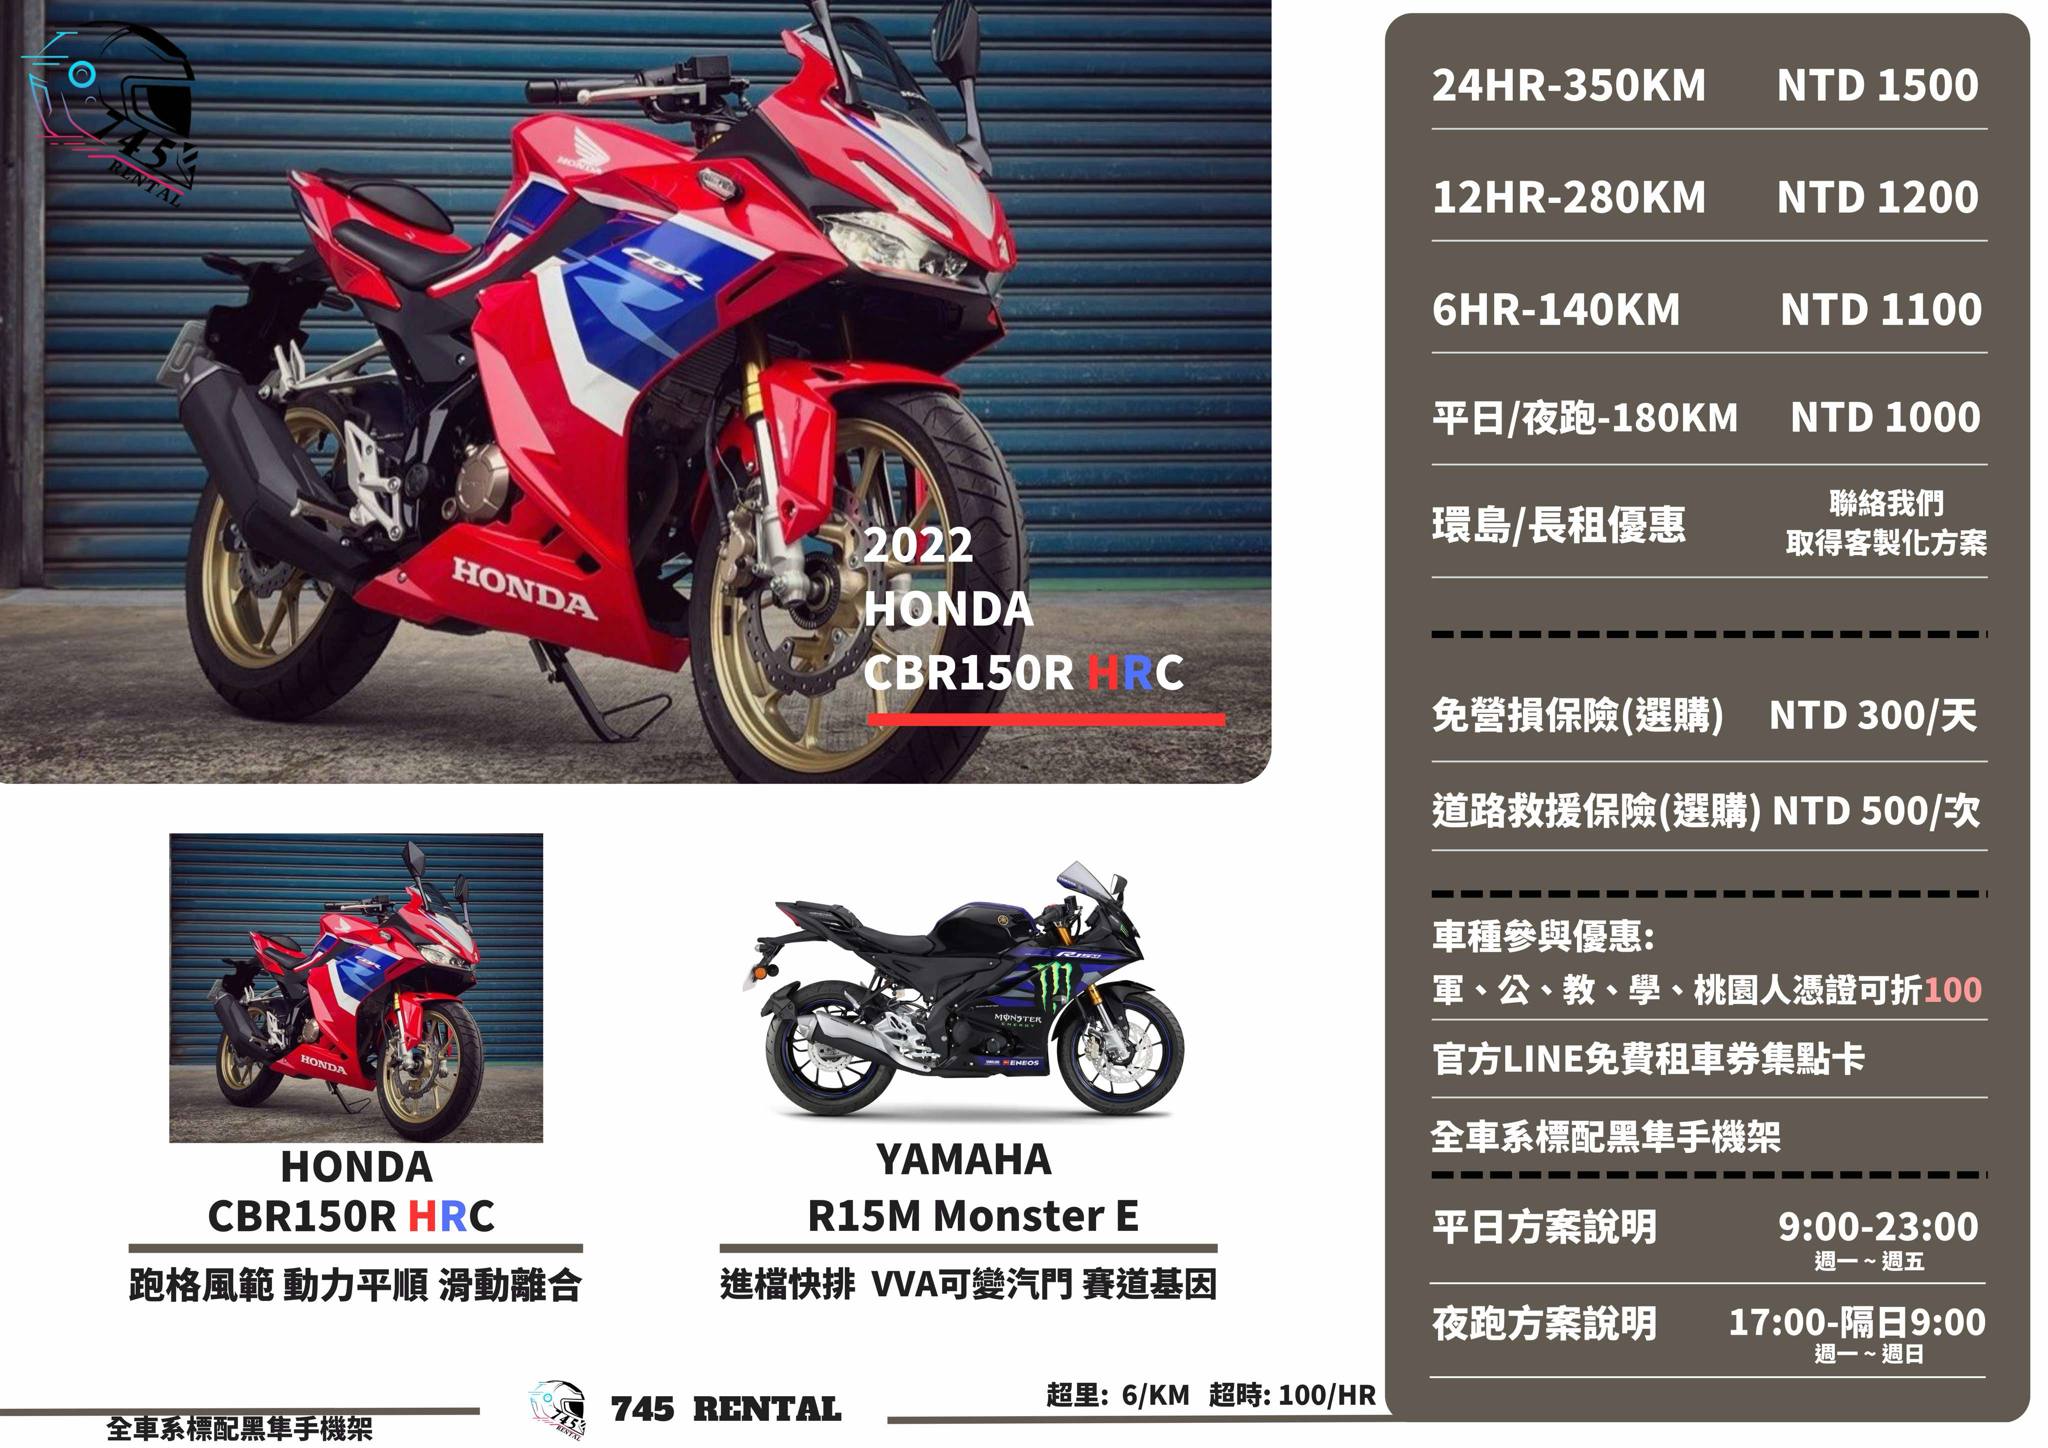 745
RENTAL
HONDA
CBR
HONDA
2022
HONDA
CBR150R HRC
HONDA
CBR150R HRC
跑格風範 動力平順 滑動離合
R15M
MONSTER
ENERGY
ENEOS
YAMAHA
R15M Monster E
進檔快排 VVA可變汽門 賽道基因
24HR-350KM NTD 1500
12HR-280KM NTD 1200
6HR-140KM NTD 1100
平日/夜跑-180KM NTD 1000
環島/長租優惠 聯絡我們
取得客製化方案
免營損保險(選購) NTD 300/天
道路救援保險(選購) NTD 500/次
車種參與優惠:
軍、公、教、學、桃園人憑證可折100
官方LINE免費租車券集點卡
全車系標配黑隼手機架
平日方案說明 9:00-23:00
週一 ~ 週五
夜跑方案說明 17:00-隔日9:00
週一 ~ 週日
全車系標配黑隼手機架
745 RENTAL
超里: 6/KM 超時: 100/HR